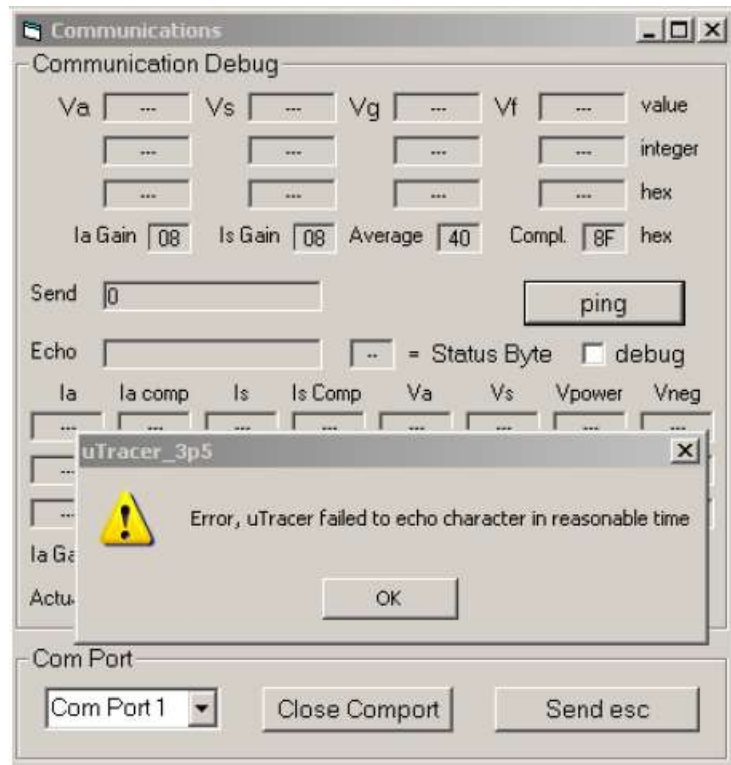 Communications
Communication Debug
Va --- Vs --- Vg --- Vf --- value
--- --- --- --- integer
--- --- --- --- hex
Ia Gain 08 Is Gain 08 Average 40 Compl. 8F hex
Send 0 ping
Echo -- = Status Byte debug
Ia Ia comp Is Is Comp Va Vs Vpower Vneg
--- --- --- --- --- --- --- ---
---
uTracer_3p5
---
Error, uTracer failed to echo character in reasonable time
Ia Ga
Actu
OK
Com Port
Com Port 1 Close Comport Send esc